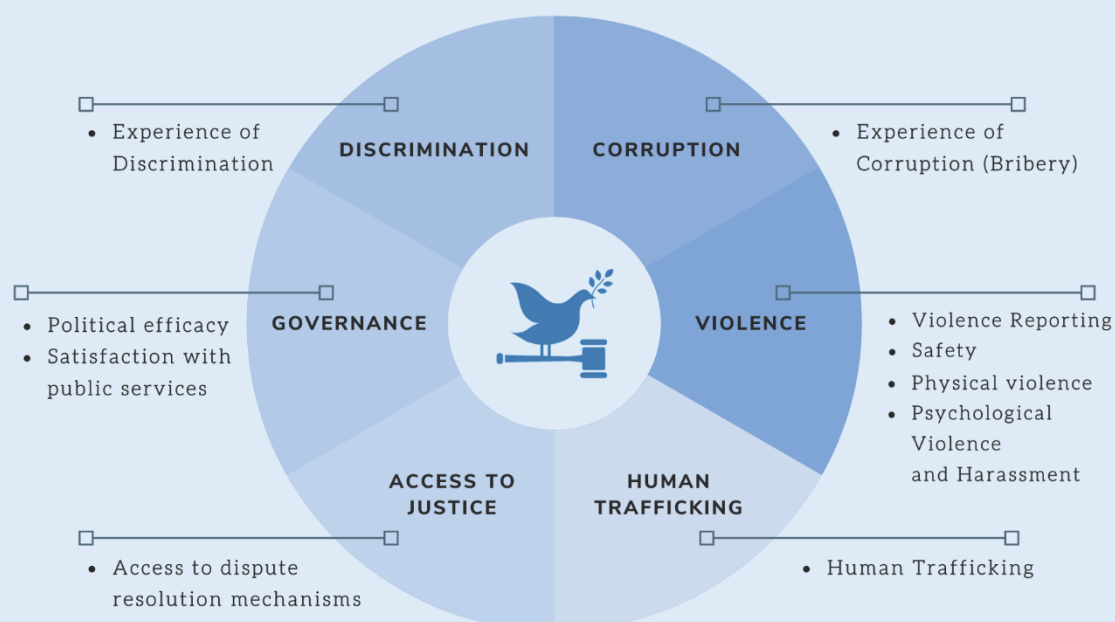 DISCRIMINATION
• Experience of
Discrimination
CORRUPTION
• Experience of
Corruption (Bribery)
GOVERNANCE
• Political efficacy
• Satisfaction with
public services
VIOLENCE
• Violence Reporting
• Safety
• Physical violence
• Psychological
Violence
and Harassment
ACCESS TO
JUSTICE
• Access to dispute
resolution mechanisms
HUMAN
TRAFFICKING
• Human Trafficking